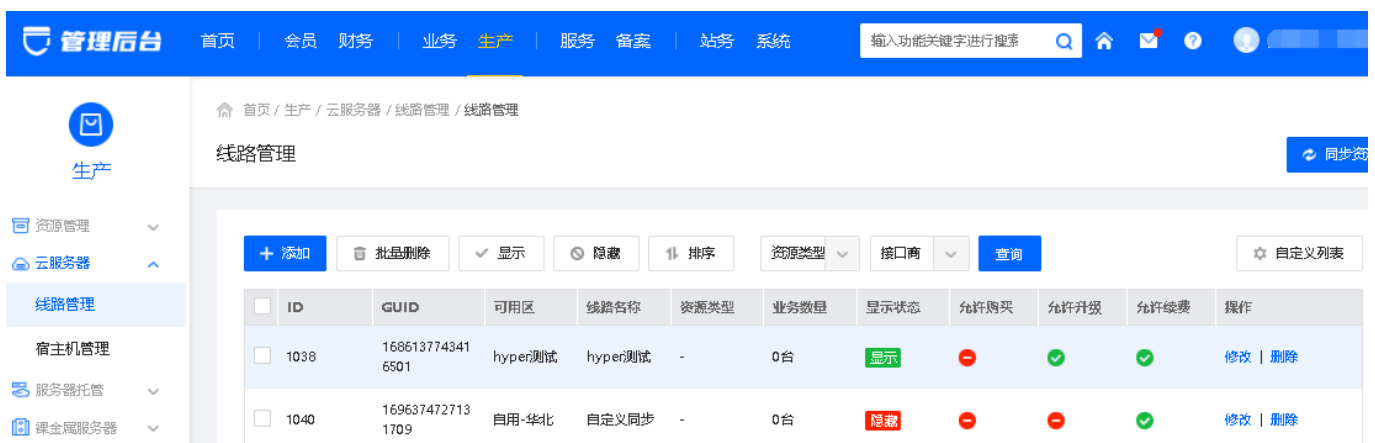 管理后台 首页 会员 财务 业务 生产 服务 备案 站务 系统 输入功能关键字进行搜索
首页 / 生产 / 云服务器 / 线路管理 / 线路管理
生产
线路管理
同步资
资源管理
云服务器
线路管理
宿主机管理
服务器托管
裸金属服务器
添加 批量删除 显示 隐藏 排序 资源类型 接口商 查询 自定义列表
ID GUID 可用区 线路名称 资源类型 业务数量 显示状态 允许购买 允许升级 允许续费 操作
1038 168613774341 hyper测试 hyper测试 - 0台 显示 修改 | 删除
6501
1040 169637472713 自用-华北 自定义同步 - 0台 隐藏 修改 | 删除
1709